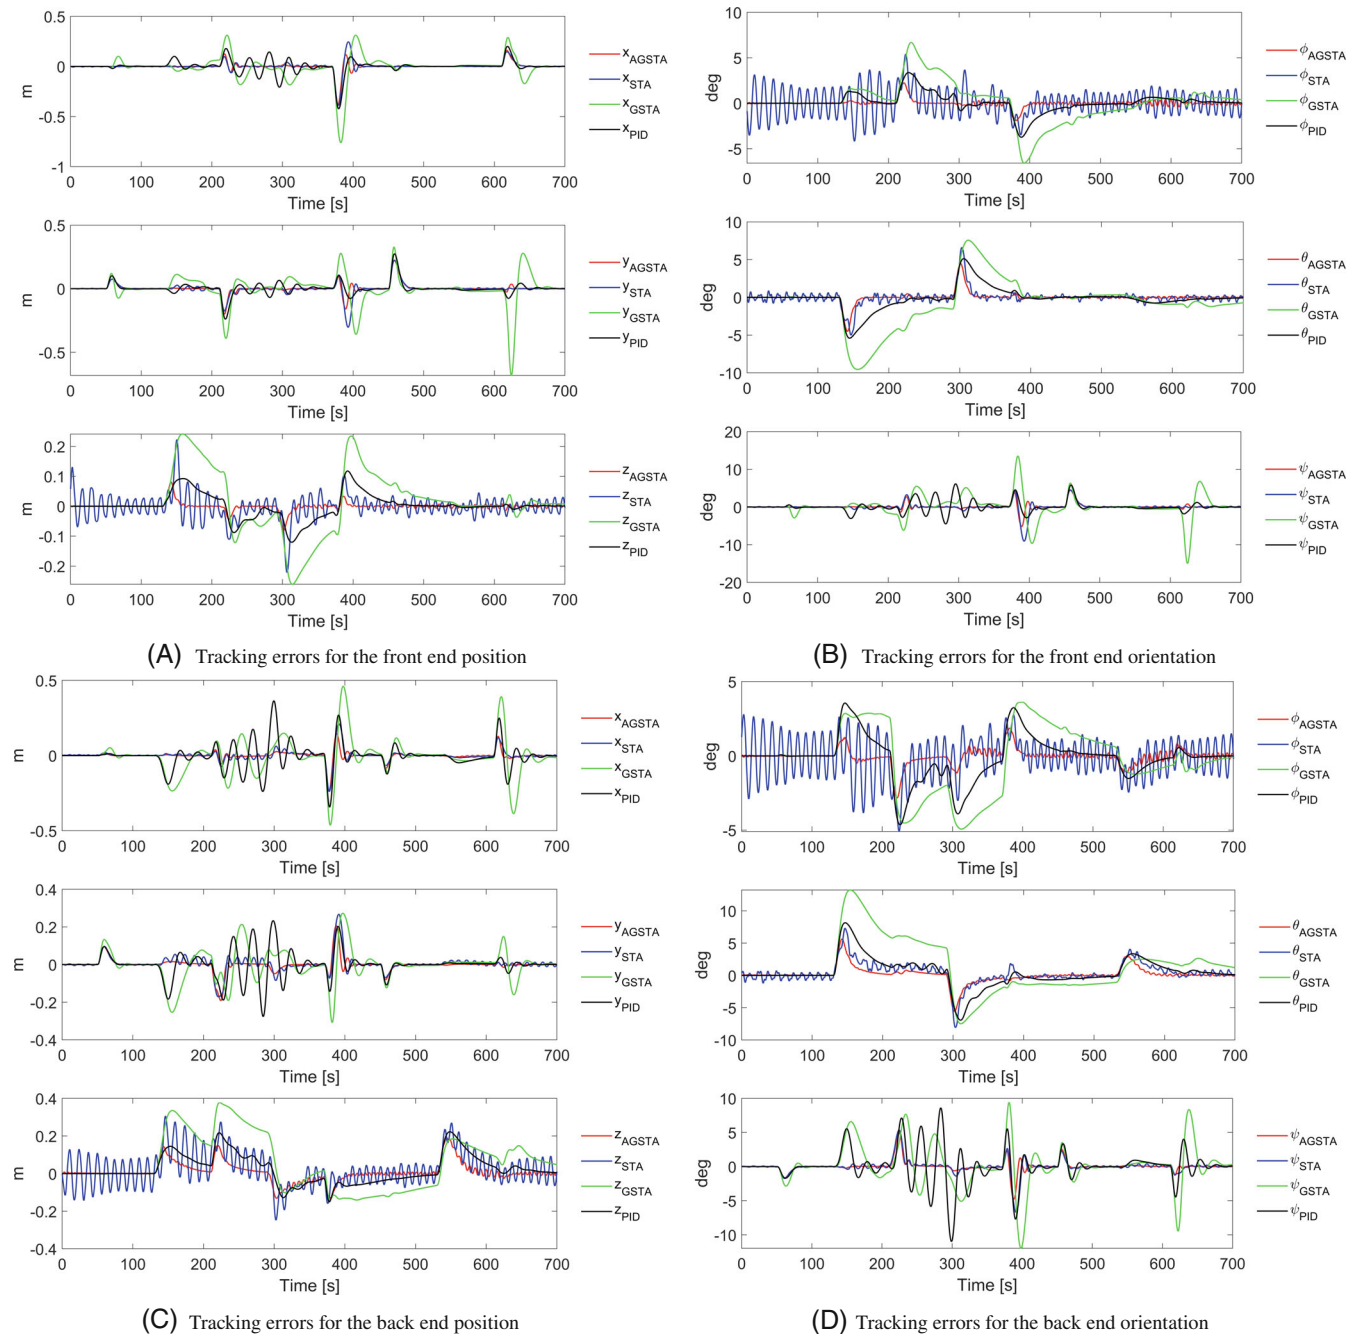 0.5
0
-0.5
-1
m
0 100 200 300 400 500 600 700
Time [s]
x_AGSTA
x_STA
x_GSTA
x_PID
0.5
0
-0.5
m
0 100 200 300 400 500 600 700
Time [s]
y_AGSTA
y_STA
y_GSTA
y_PID
0.2
0.1
0
-0.1
-0.2
m
0 100 200 300 400 500 600 700
Time [s]
z_AGSTA
z_STA
z_GSTA
z_PID
(A) Tracking errors for the front end position
10
5
0
-5
deg
0 100 200 300 400 500 600 700
Time [s]
ϕ_AGSTA
ϕ_STA
ϕ_GSTA
ϕ_PID
10
5
0
-5
-10
deg
0 100 200 300 400 500 600 700
Time [s]
θ_AGSTA
θ_STA
θ_GSTA
θ_PID
20
10
0
-10
-20
deg
0 100 200 300 400 500 600 700
Time [s]
ψ_AGSTA
ψ_STA
ψ_GSTA
ψ_PID
(B) Tracking errors for the front end orientation
0.5
0
-0.5
m
0 100 200 300 400 500 600 700
Time [s]
x_AGSTA
x_STA
x_GSTA
x_PID
0.4
0.2
0
-0.2
-0.4
m
0 100 200 300 400 500 600 700
Time [s]
y_AGSTA
y_STA
y_GSTA
y_PID
0.4
0.2
0
-0.2
-0.4
m
0 100 200 300 400 500 600 700
Time [s]
z_AGSTA
z_STA
z_GSTA
z_PID
(C) Tracking errors for the back end position
5
0
-5
deg
0 100 200 300 400 500 600 700
Time [s]
ϕ_AGSTA
ϕ_STA
ϕ_GSTA
ϕ_PID
10
5
0
-5
-10
deg
0 100 200 300 400 500 600 700
Time [s]
θ_AGSTA
θ_STA
θ_GSTA
θ_PID
10
5
0
-5
-10
deg
0 100 200 300 400 500 600 700
Time [s]
ψ_AGSTA
ψ_STA
ψ_GSTA
ψ_PID
(D) Tracking errors for the back end orientation